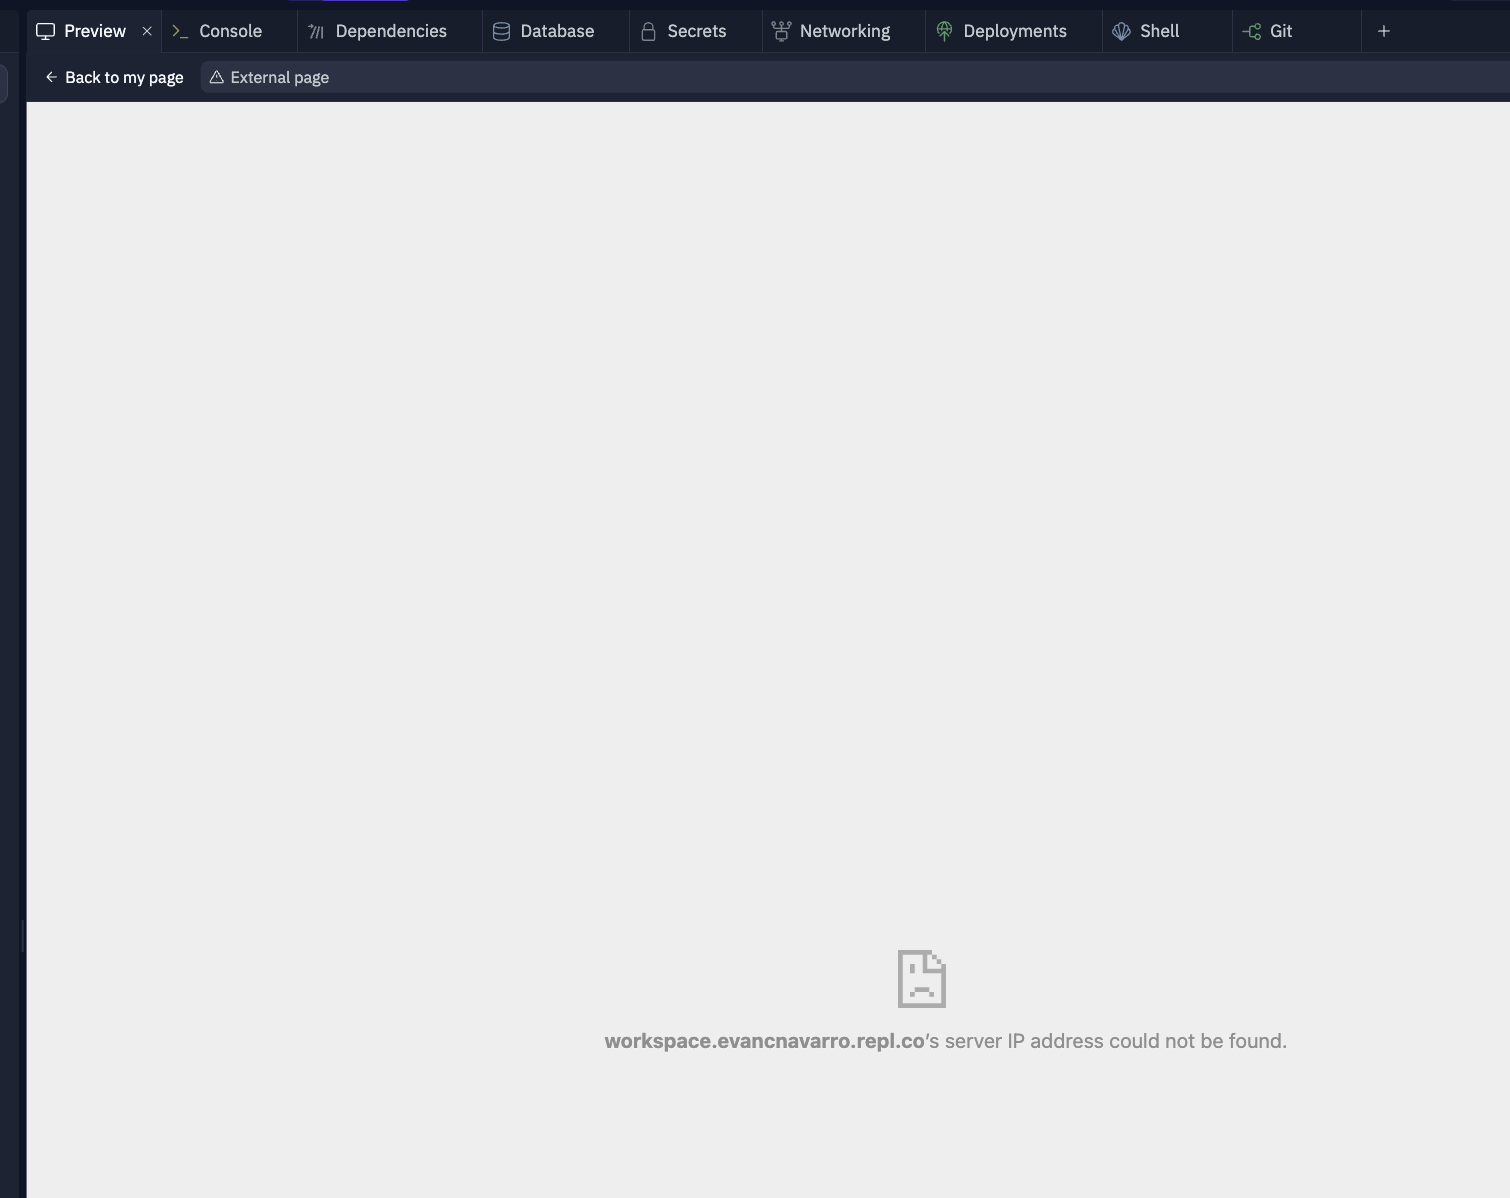 Preview Console Dependencies Database Secrets Networking Deployments Shell Git
Back to my page External page
workspace.evancnavarro.repl.co's server IP address could not be found.